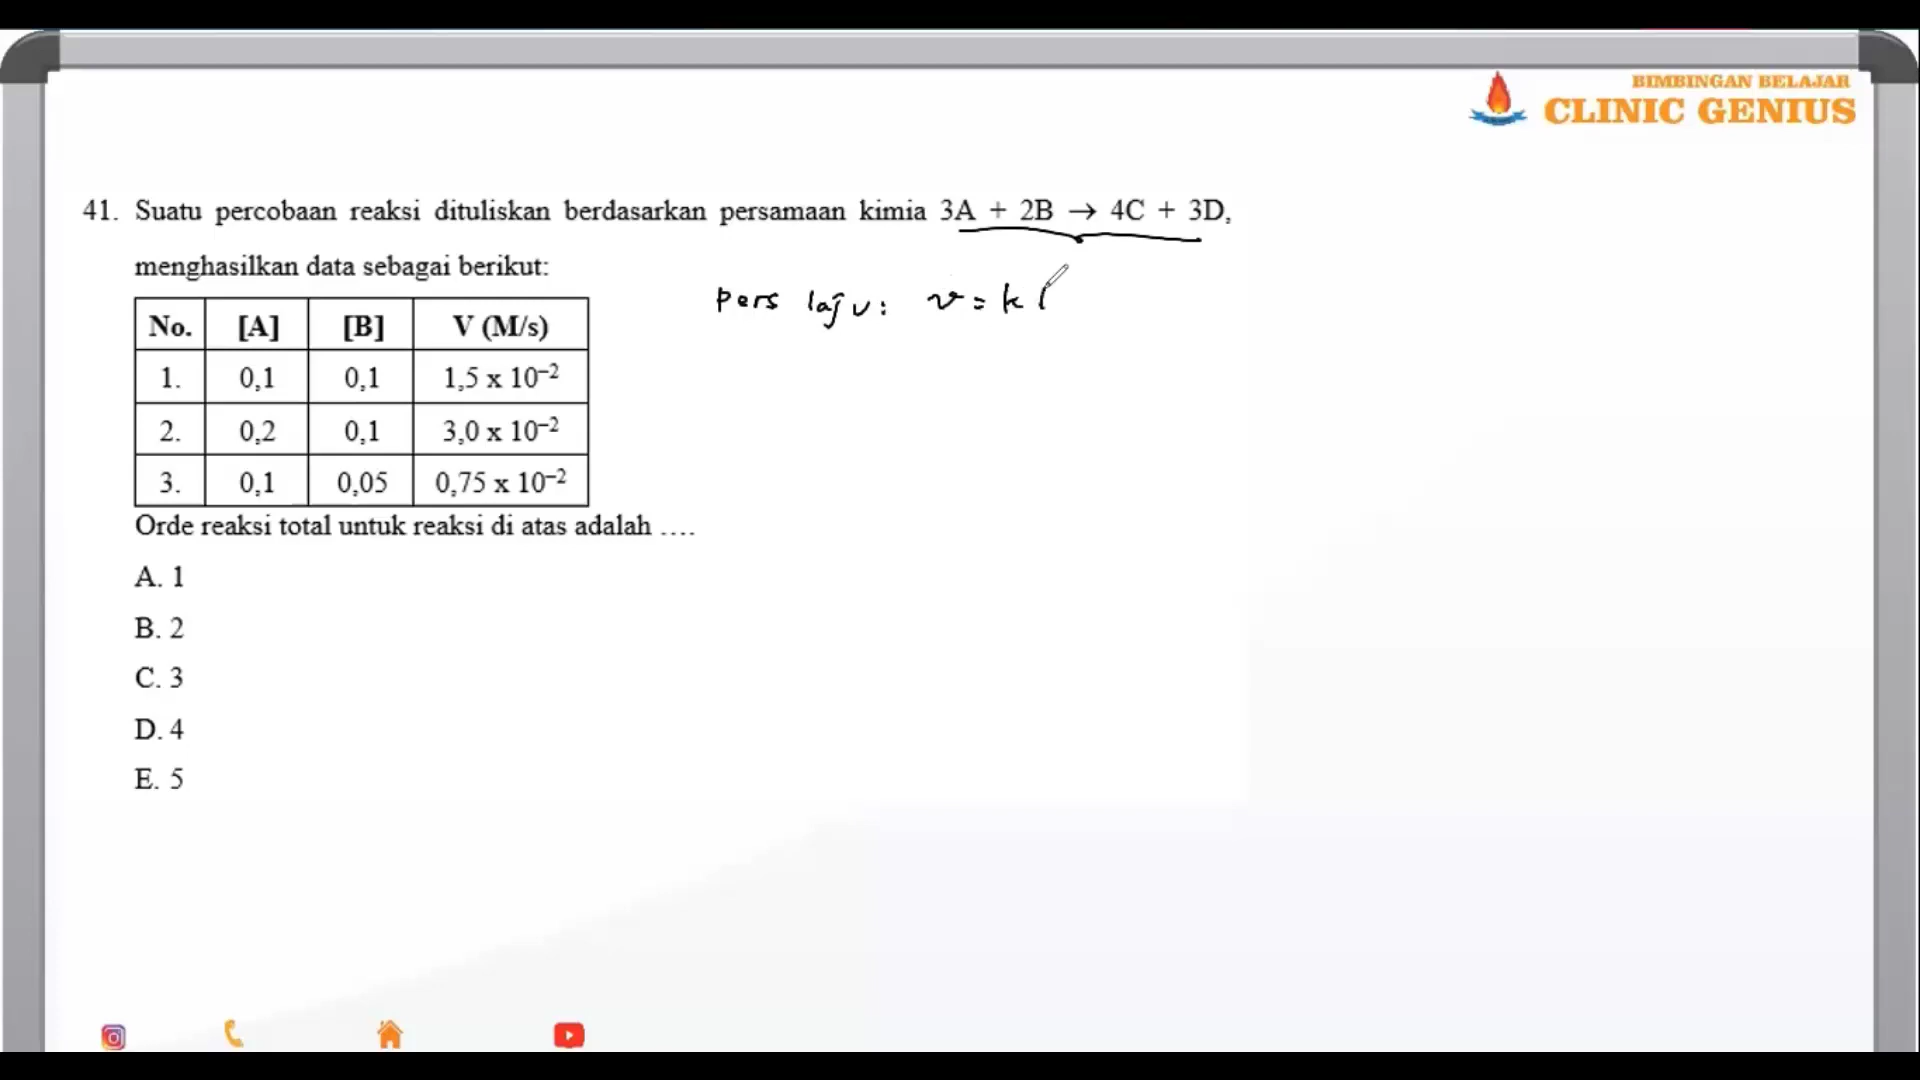 BIMBINGAN BELAJAR
CLINIC GENIUS
41. Suatu percobaan reaksi dituliskan berdasarkan persamaan kimia 3A + 2B → 4C + 3D,
menghasilkan data sebagai berikut:
Pers laju: v = k (
No. [A] [B] V (M/s)
1. 0,1 0,1 1,5 x 10⁻²
2. 0,2 0,1 3,0 x 10⁻²
3. 0,1 0,05 0,75 x 10⁻²
Orde reaksi total untuk reaksi di atas adalah ….
A. 1
B. 2
C. 3
D. 4
E. 5